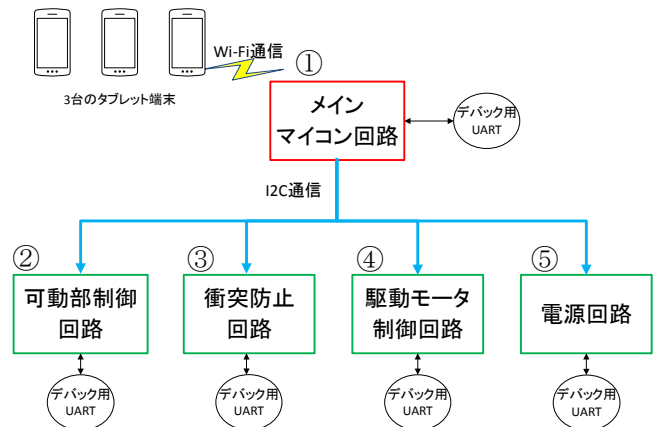 Wi-Fi通信
①
3台のタブレット端末
メイン
マイコン回路
デバック用
UART
I2C通信
②
③
④
⑤
可動部制御
回路
衝突防止
回路
駆動モータ
制御回路
電源回路
デバック用
UART
デバック用
UART
デバック用
UART
デバック用
UART